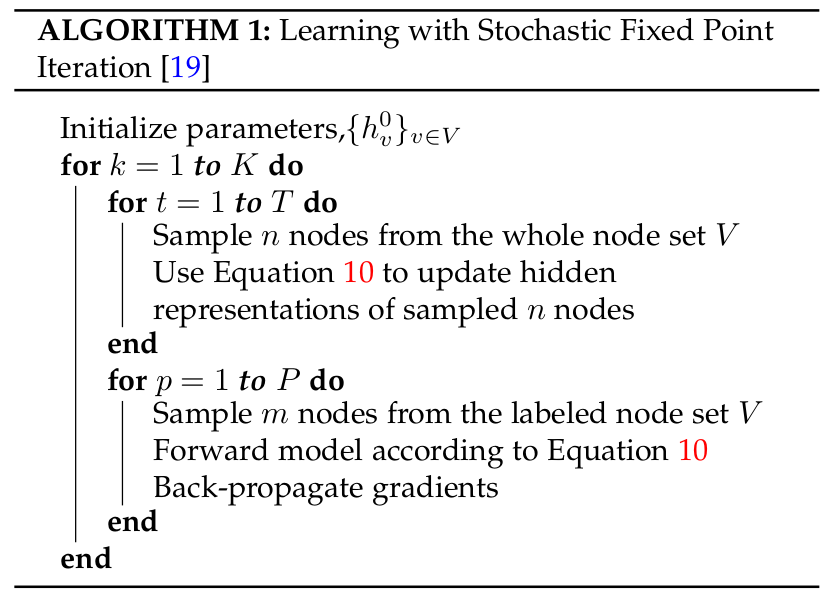 ALGORITHM 1: Learning with Stochastic Fixed Point
Iteration [19]
Initialize parameters,{h_v^0}_{v∈V}
for k = 1 to K do
for t = 1 to T do
Sample n nodes from the whole node set V
Use Equation 10 to update hidden
representations of sampled n nodes
end
for p = 1 to P do
Sample m nodes from the labeled node set V
Forward model according to Equation 10
Back-propagate gradients
end
end